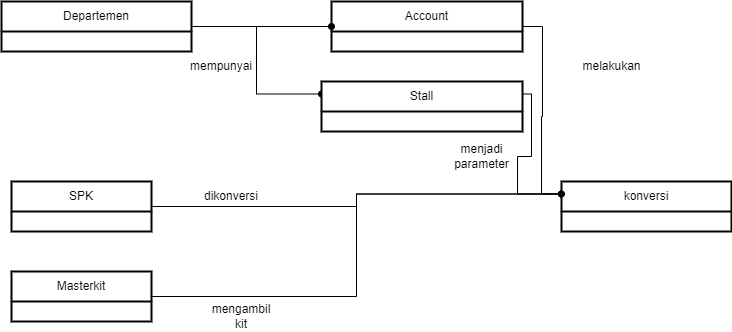 Departemen
Account
mempunyai
melakukan
Stall
menjadi
parameter
SPK
dikonversi
konversi
Masterkit
mengambil
kit